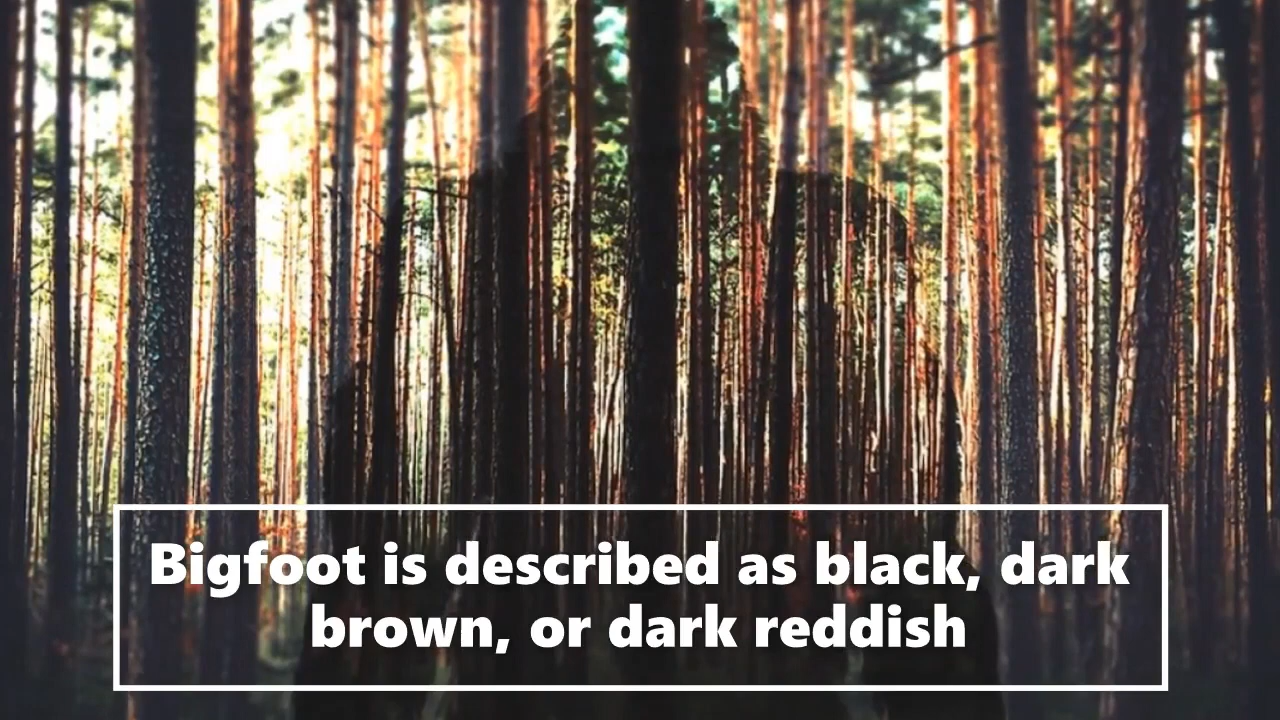 Bigfoot is described as black, dark
brown, or dark reddish